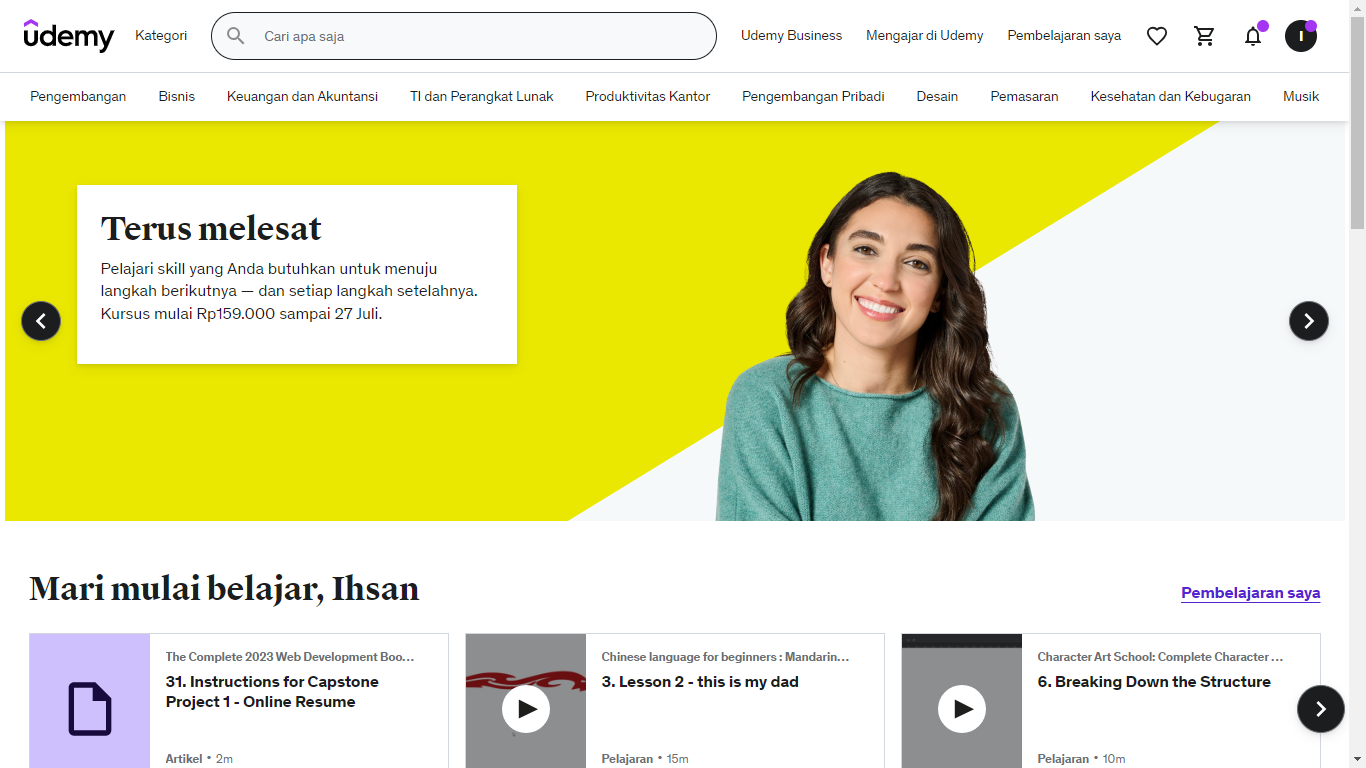 udemy
Kategori
Cari apa saja
Udemy Business
Mengajar di Udemy
Pembelajaran saya
I
Pengembangan
Bisnis
Keuangan dan Akuntansi
TI dan Perangkat Lunak
Produktivitas Kantor
Pengembangan Pribadi
Desain
Pemasaran
Kesehatan dan Kebugaran
Musik
Terus melesat
Pelajari skill yang Anda butuhkan untuk menuju
langkah berikutnya — dan setiap langkah setelahnya.
Kursus mulai Rp159.000 sampai 27 Juli.
Mari mulai belajar, Ihsan
Pembelajaran saya
The Complete 2023 Web Development Boo…
31. Instructions for Capstone
Project 1 - Online Resume
Artikel • 2m
Chinese language for beginners : Mandarin…
3. Lesson 2 - this is my dad
Pelajaran • 15m
Character Art School: Complete Character …
6. Breaking Down the Structure
Pelajaran • 10m